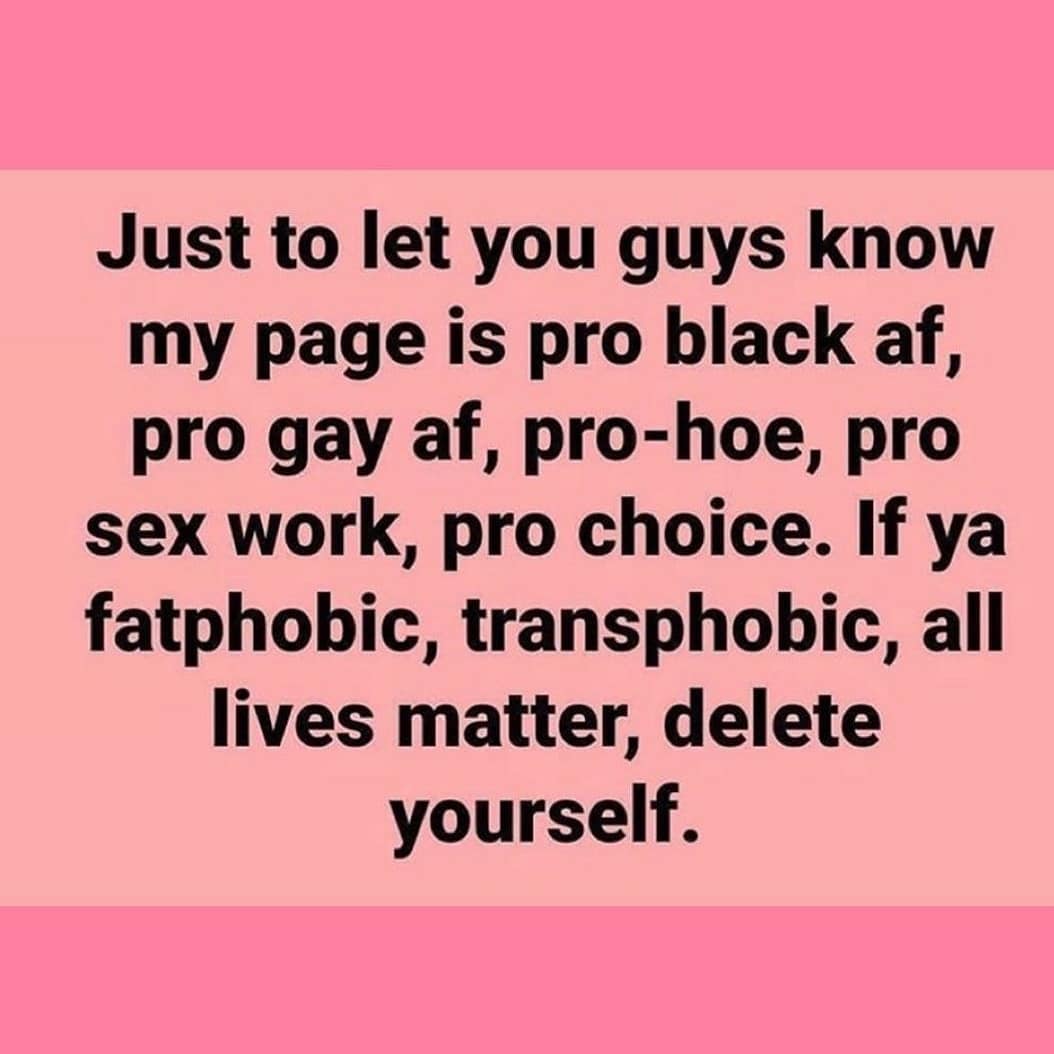 Just to let you guys know
my page is pro black af,
pro gay af, pro-hoe, pro
sex work, pro choice. If ya
fatphobic, transphobic, all
lives matter, delete
yourself.